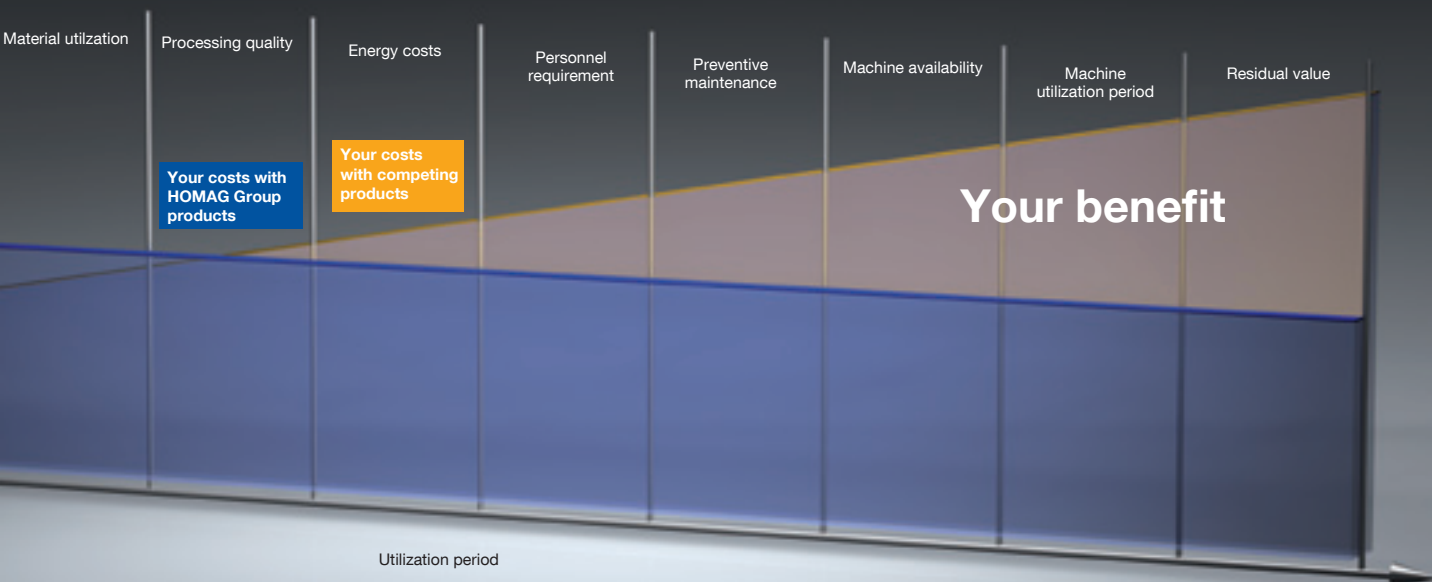 Material utilzation
Processing quality
Energy costs
Personnel
requirement
Preventive
maintenance
Machine availability
Machine
utilization period
Residual value
Your costs with
HOMAG Group
products
Your costs
with competing
products
Your benefit
Utilization period